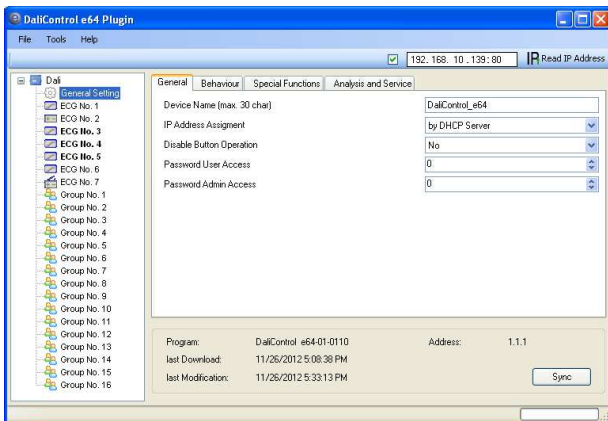 DaliControl e64 Plugin
File Tools Help
192. 168. 10 .139: 80 IP Read IP Address
Dali
General Setting
ECG No. 1
ECG No. 2
ECG No. 3
ECG No. 4
ECG No. 5
ECG No. 6
ECG No. 7
Group No. 1
Group No. 2
Group No. 3
Group No. 4
Group No. 5
Group No. 6
Group No. 7
Group No. 8
Group No. 9
Group No. 10
Group No. 11
Group No. 12
Group No. 13
Group No. 14
Group No. 15
Group No. 16
General Behaviour Special Functions Analysis and Service
Device Name (max. 30 char) DaliControl_e64
IP Address Assigment by DHCP Server
Disable Button Operation No
Password User Access 0
Password Admin Access 0
Program: DaliControl e64-01-0110 Address: 1.1.1
last Download: 11/26/2012 5:08:38 PM
last Modification: 11/26/2012 5:33:13 PM
Sync